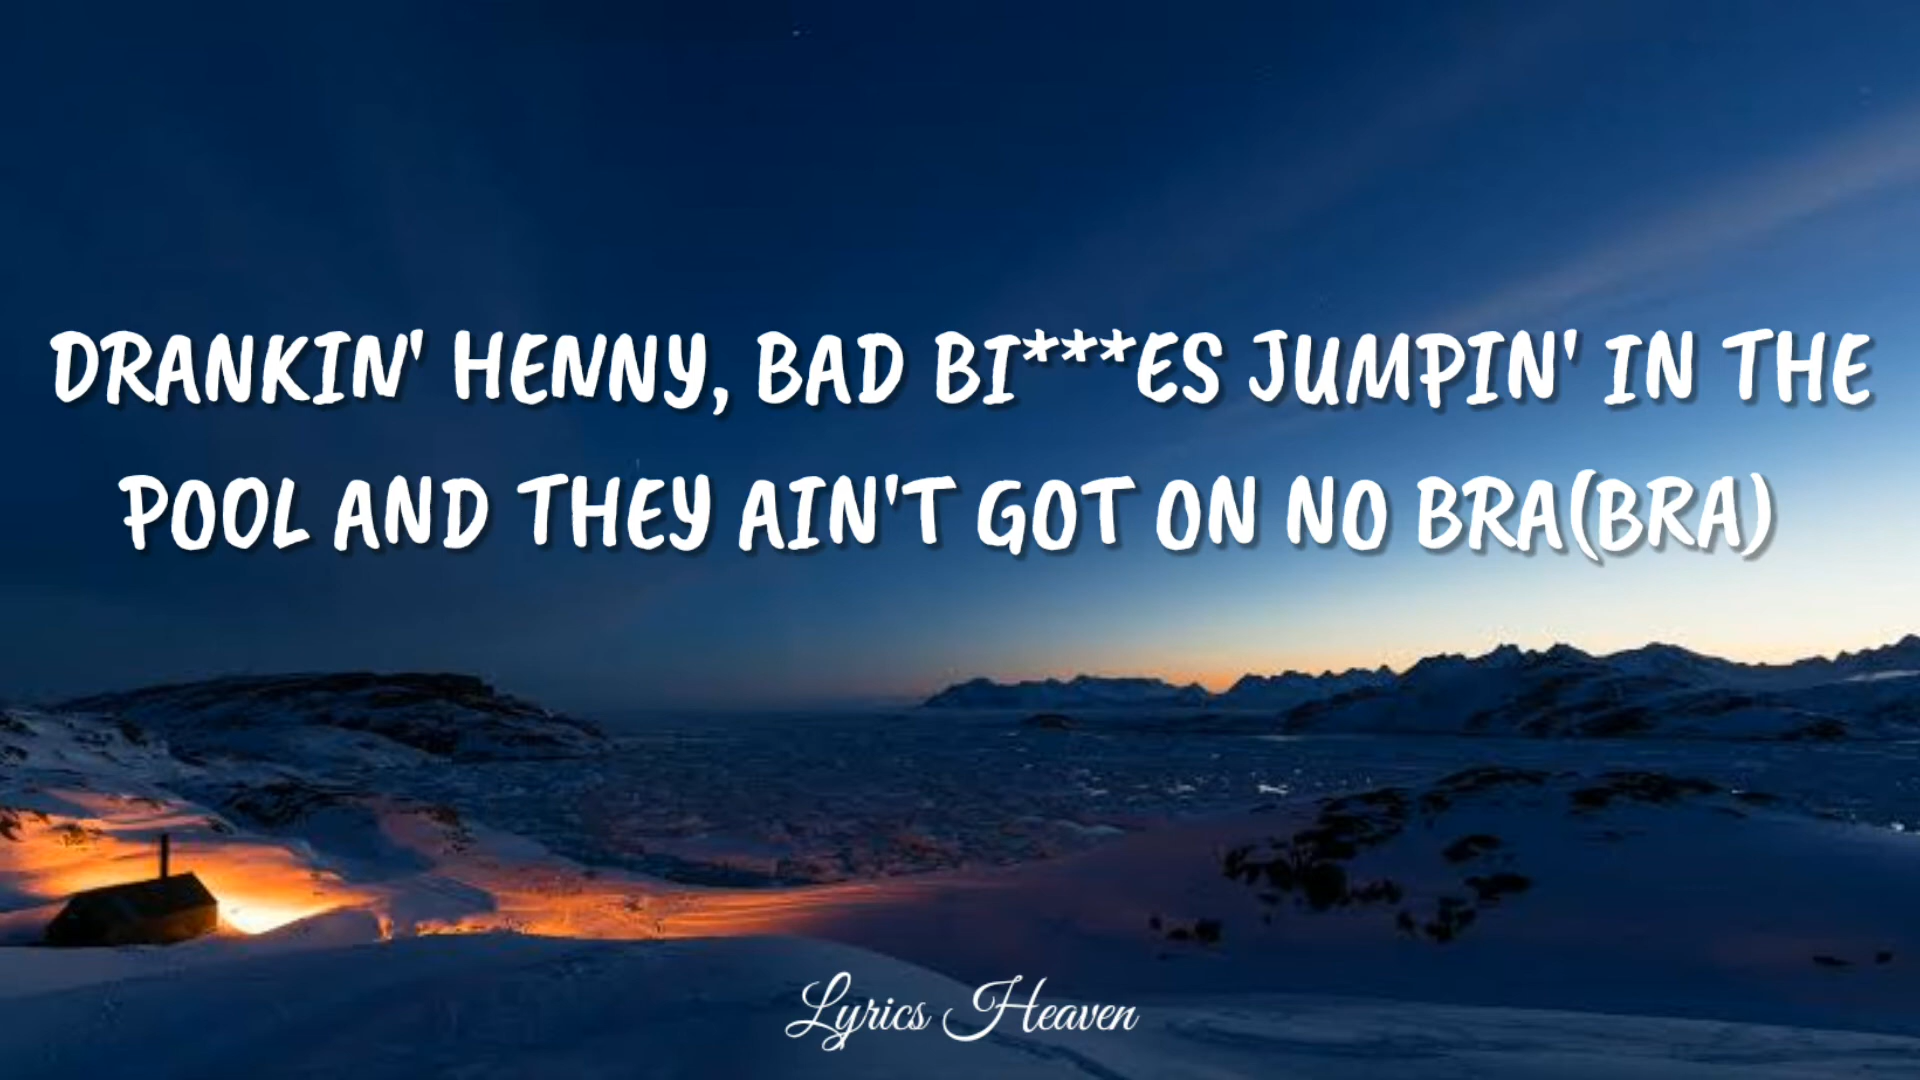 DRANKIN' HENNY, BAD BI***ES JUMPIN' IN THE
POOL AND THEY AIN'T GOT ON NO BRA(BRA)
Lyrics Heaven